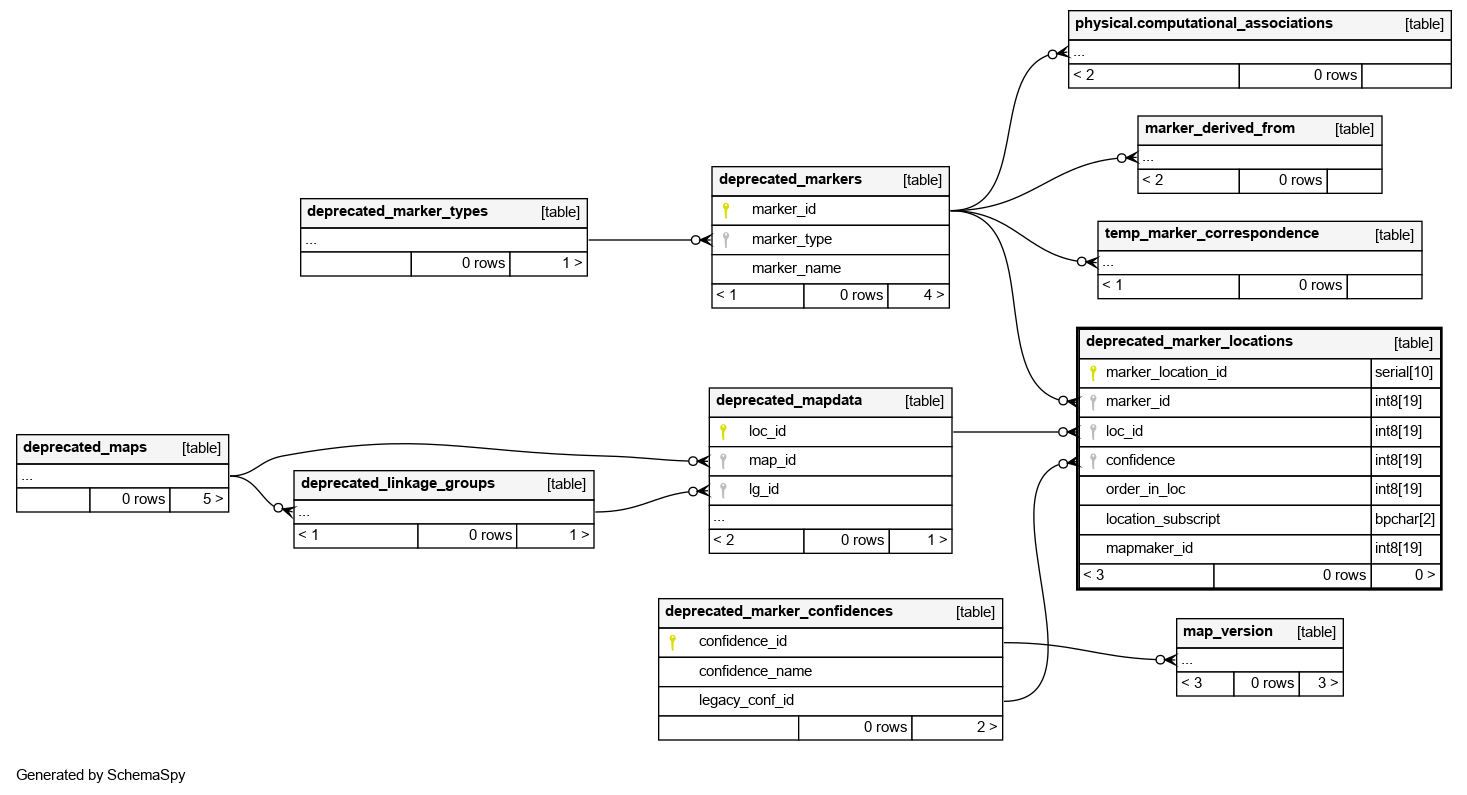 physical.computational_associations [table]
...
< 2 0 rows
marker_derived_from [table]
...
< 2 0 rows
deprecated_markers [table]
marker_id
marker_type
marker_name
< 1 0 rows 4 >
deprecated_marker_types [table]
...
0 rows 1 >
temp_marker_correspondence [table]
...
< 1 0 rows
deprecated_marker_locations [table]
marker_location_id serial[10]
marker_id int8[19]
loc_id int8[19]
confidence int8[19]
order_in_loc int8[19]
location_subscript bpchar[2]
mapmaker_id int8[19]
< 3 0 rows 0 >
deprecated_mapdata [table]
loc_id
map_id
lg_id
...
< 2 0 rows 1 >
deprecated_maps [table]
...
0 rows 5 >
deprecated_linkage_groups [table]
...
< 1 0 rows 1 >
deprecated_marker_confidences [table]
confidence_id
confidence_name
legacy_conf_id
0 rows 2 >
map_version [table]
...
< 3 0 rows 3 >
Generated by SchemaSpy